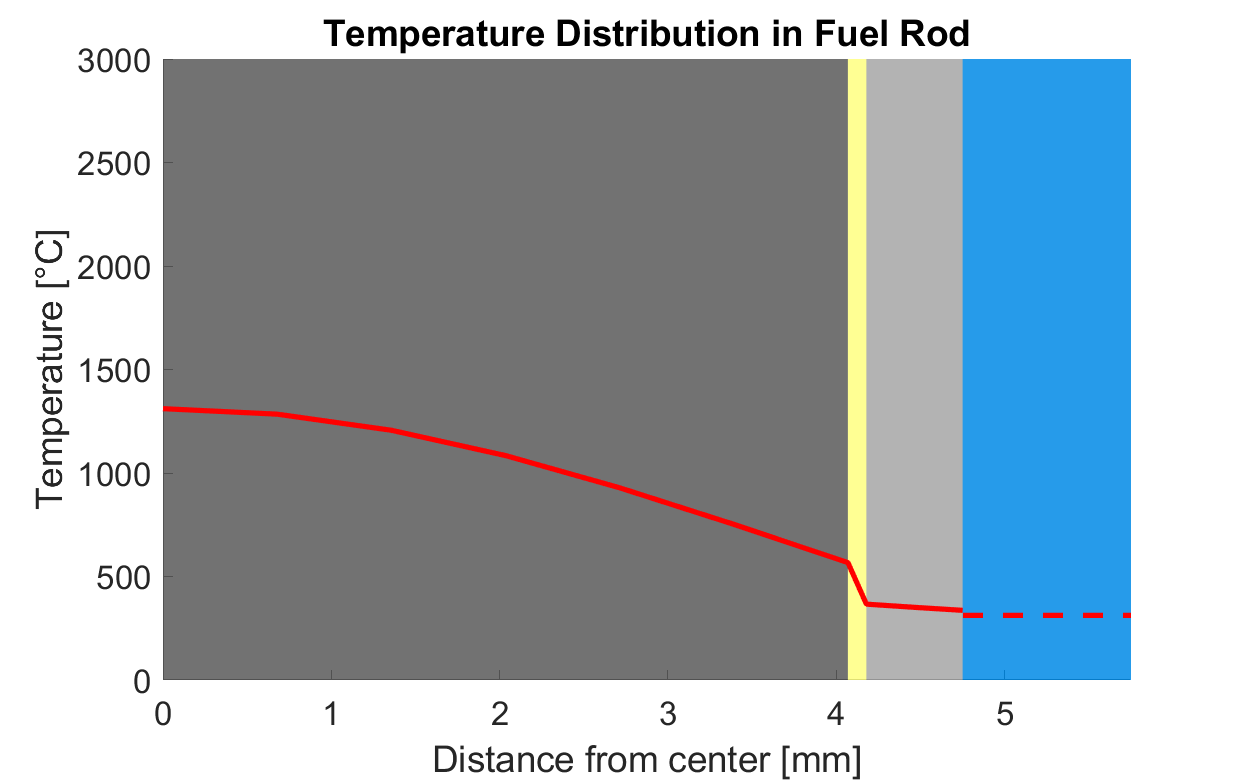 Temperature Distribution in Fuel Rod
3000
2500
2000
1500
1000
500
0
Temperature [°C]
0 1 2 3 4 5
Distance from center [mm]